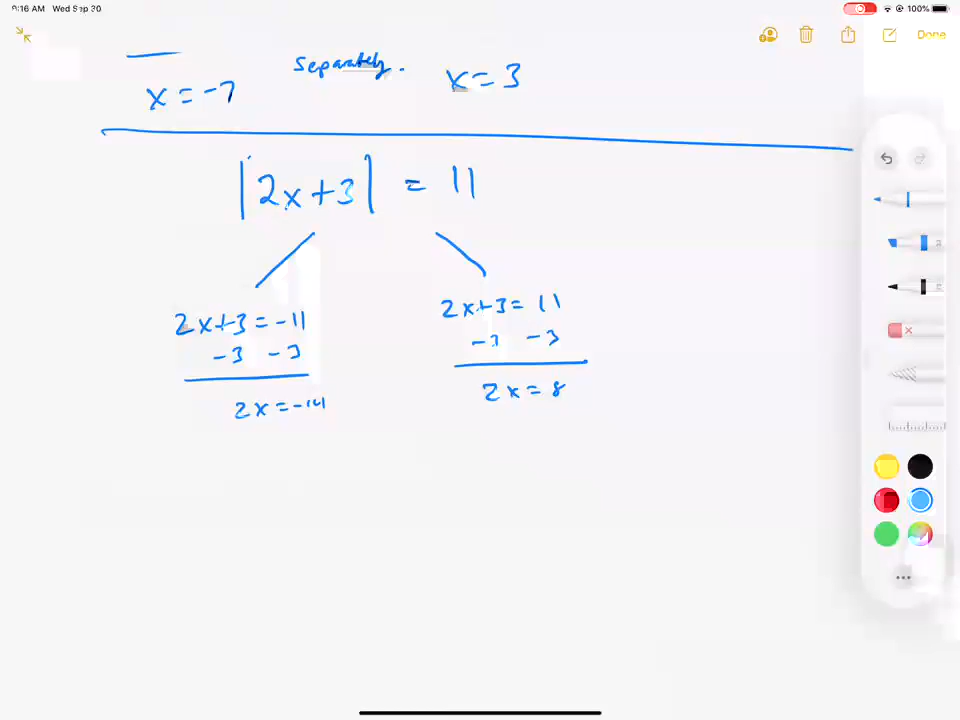 9:16 AM Wed Sep 30
100%
Done
separately.
x = -7
x = 3
|2x+3| = 11
2x+3 = -11
-3 -3
2x = -14
2x+3 = 11
-3 -3
2x = 8